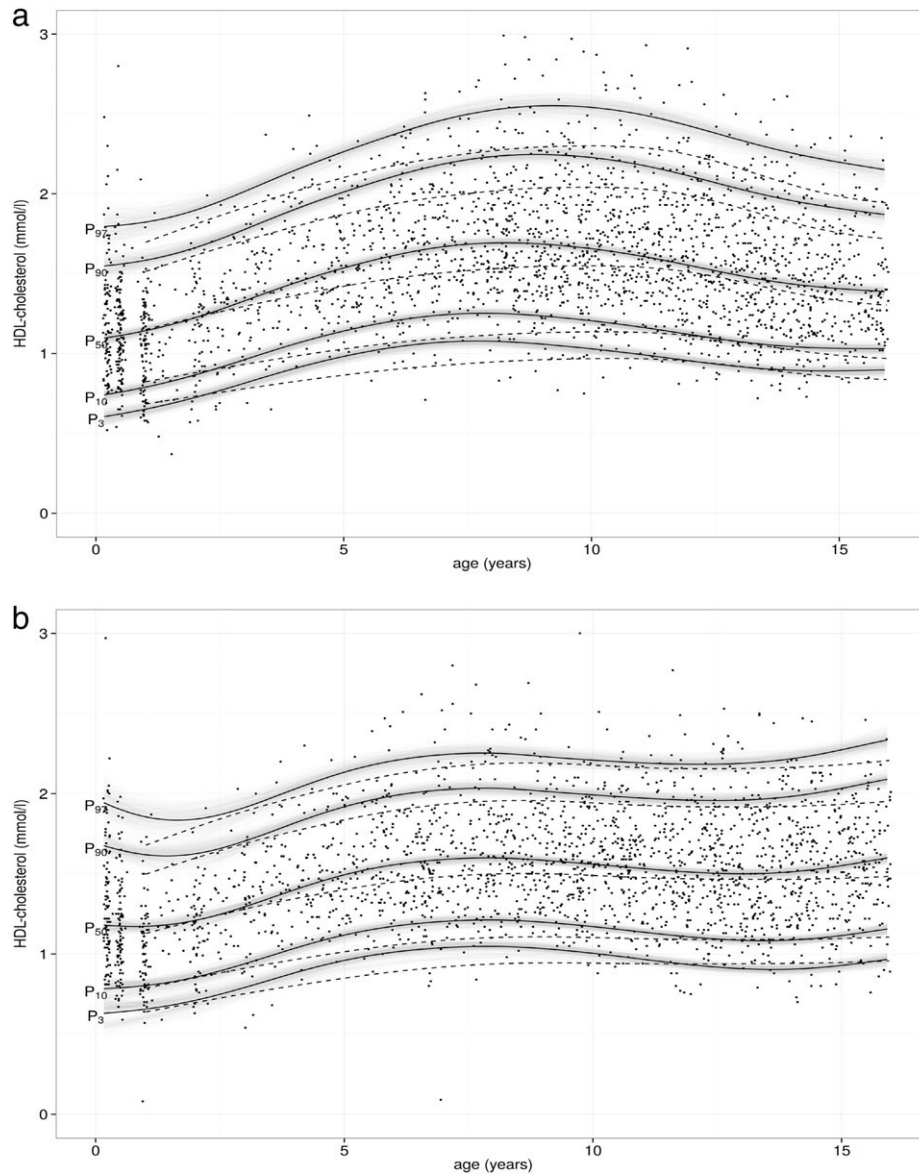 a
3
2
1
0
HDL-cholesterol (mmol/l)
P97
P90
P50
P10
P3
0 5 10 15
age (years)
b
3
2
1
0
HDL-cholesterol (mmol/l)
P97
P90
P50
P10
P3
0 5 10 15
age (years)